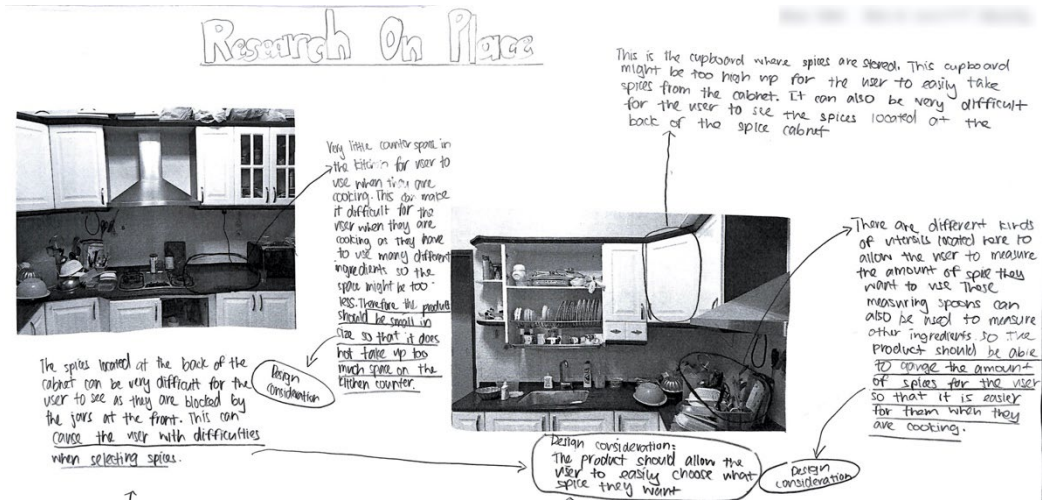 Research On Place
This is the cupboard where spices are stored. This cupboard
might be too high up for the user to easily take
spices from the cabnet. It can also be very difficult
for the user to see the spices located at the
back of the spice cabnet
Very little counter space in
the kitchen for user to
use when they are
cooking. This can make
it difficult for the
user when they are
cooking as they have
to use many different
ingredients so the
space might be too
less. Therefore the product
should be small in
size so that it does
not take up too
much space on the
kitchen counter.
Design
consideration
There are different kinds
of utensils located here to
allow the user to measure
the amount of spice they
want to use These
measuring spoons can
also be used to measure
other ingredients. So the
product should be able
to the amount
of spices for the user
so that it is easier
for them when they
are cooking.
Design
consideration
The spices located at the back of the
cabnet can be very difficult for the
user to see as they are blocked by
the jars at the front. This can
cause the user with difficulties
when selecting spices.
Design consideration:
The product should allow the
user to easily choose what
spice they want